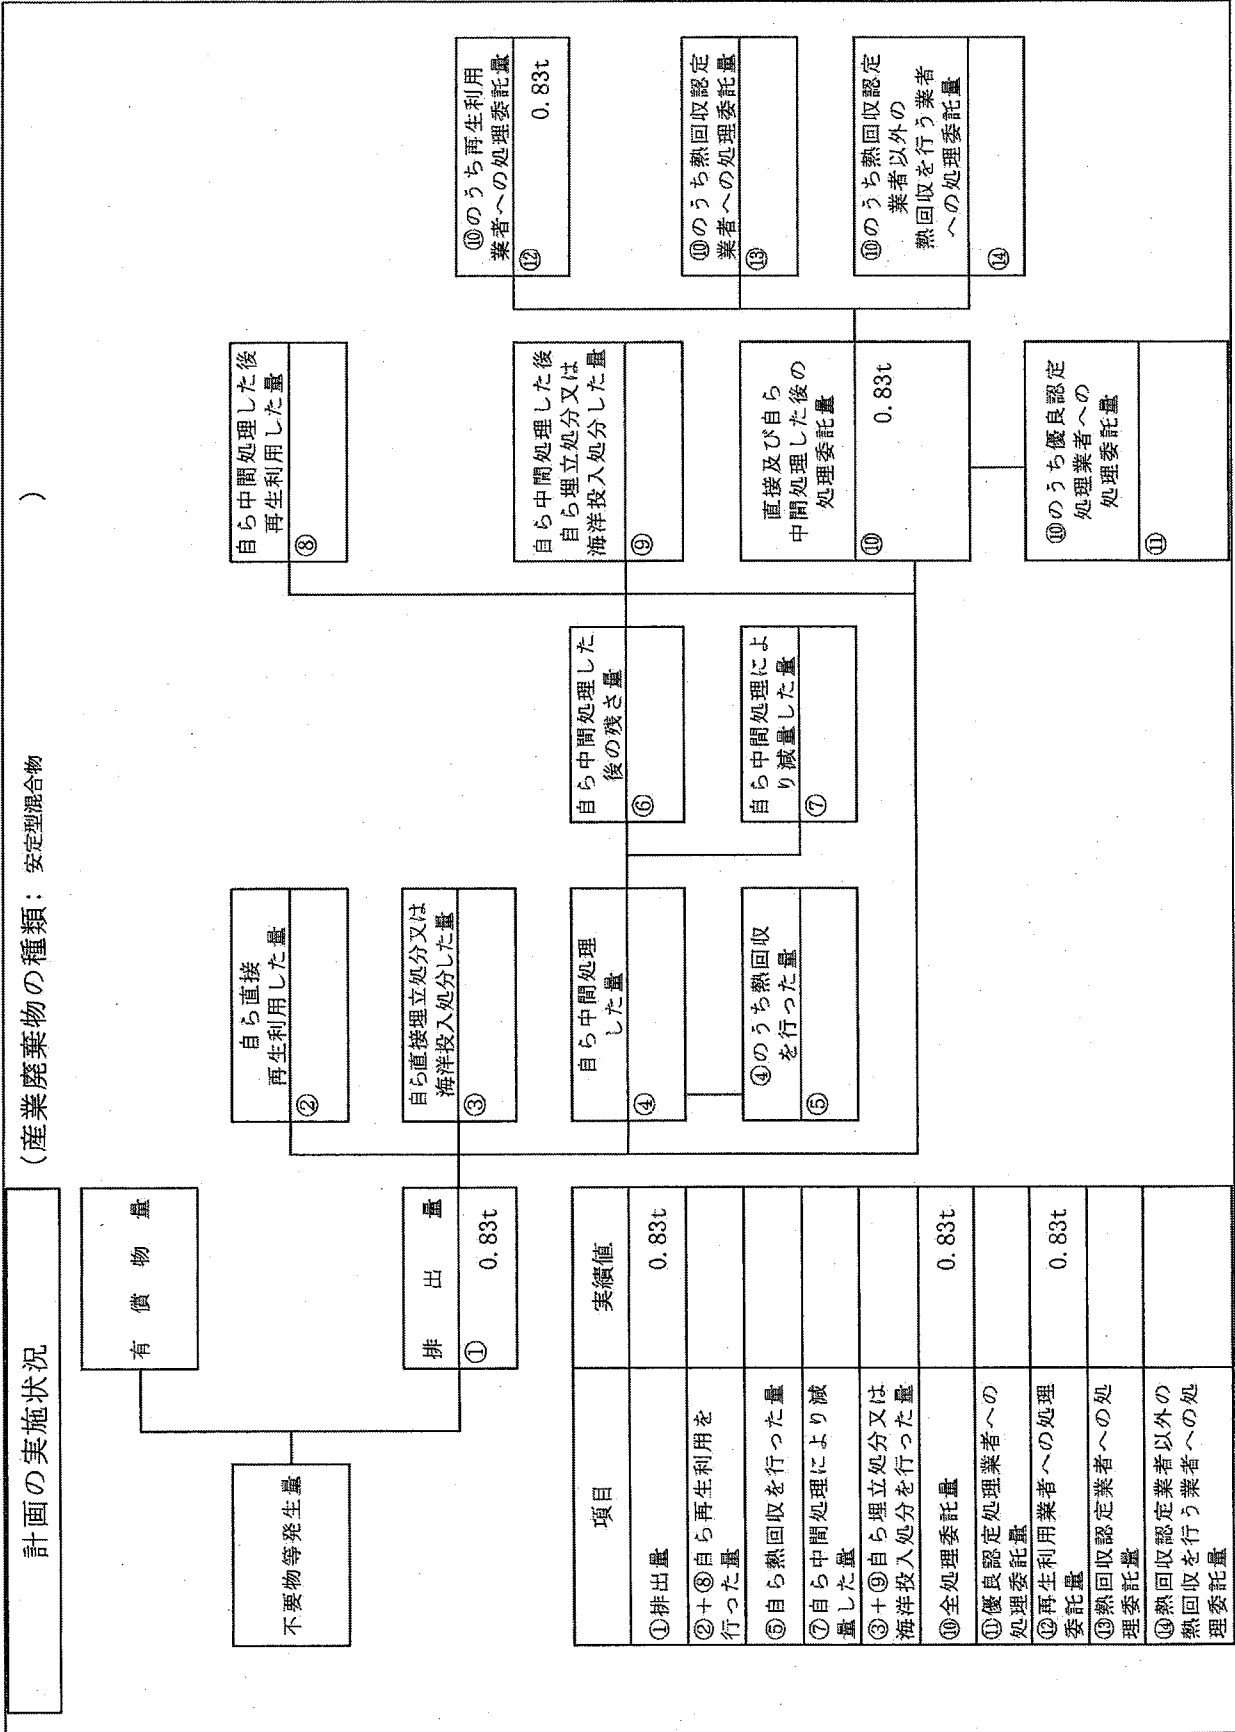 計画の実施状況
(産業廃棄物の種類： 安定型混合物 )
有償物量
不要物等発生量
排出量
① 0.83t
自ら直接
再生利用した量
②
自ら直接埋立処分又は
海洋投入処分した量
③
自ら中間処理
した量
④
④のうち熱回収
を行った量
⑤
自ら中間処理した
後の残さ量
⑥
自ら中間処理によ
り減量した量
⑦
自ら中間処理した後
再生利用した量
⑧
自ら中間処理した後
自ら埋立処分又は
海洋投入処分した量
⑨
直接及び自ら
中間処理した後の
処理委託量
⑩ 0.83t
⑩のうち優良認定
処理業者への
処理委託量
⑪
⑩のうち再生利用
業者への処理委託量
⑫ 0.83t
⑩のうち熱回収認定
業者への処理委託量
⑬
⑩のうち熱回収認定
業者以外の
熱回収を行う業者
への処理委託量
⑭
項目 実績値
①排出量 0.83t
②+⑧自ら再生利用を
行った量
⑤自ら熱回収を行った量
⑦自ら中間処理により減
量した量
③+⑨自ら埋立処分又は
海洋投入処分を行った量
⑩全処理委託量 0.83t
⑪優良認定処理業者への
処理委託量
⑫再生利用業者への処理
委託量 0.83t
⑬熱回収認定業者への処
理委託量
⑭熱回収認定業者以外の
熱回収を行う業者への処
理委託量